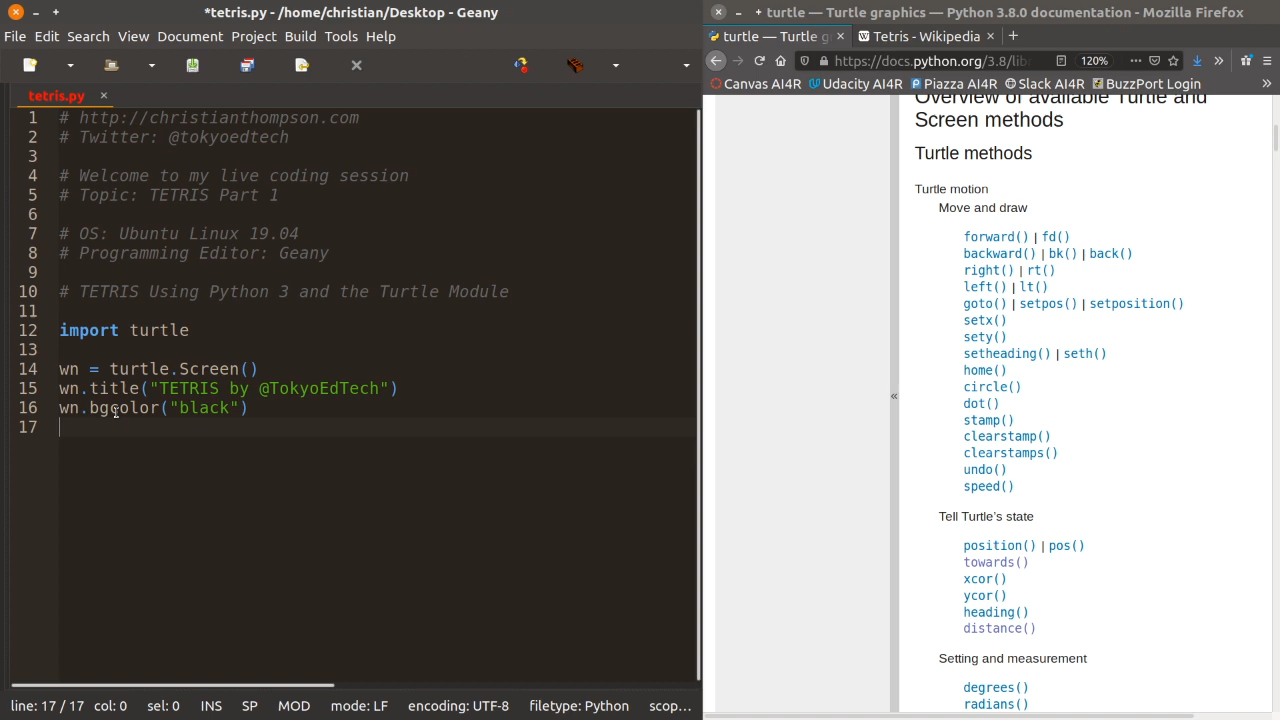 *tetris.py - /home/christian/Desktop - Geany
File Edit Search View Document Project Build Tools Help
tetris.py ×
1 # http://christianthompson.com
2 # Twitter: @tokyoedtech
3
4 # Welcome to my live coding session
5 # Topic: TETRIS Part 1
6
7 # OS: Ubuntu Linux 19.04
8 # Programming Editor: Geany
9
10 # TETRIS Using Python 3 and the Turtle Module
11
12 import turtle
13
14 wn = turtle.Screen()
15 wn.title("TETRIS by @TokyoEdTech")
16 wn.bgcolor("black")
17
line: 17 / 17 col: 0 sel: 0 INS SP MOD mode: LF encoding: UTF-8 filetype: Python scop...
turtle — Turtle graphics — Python 3.8.0 documentation - Mozilla Firefox
turtle — Turtle g × Tetris - Wikipedia ×
https://docs.python.org/3.8/lib 120%
Canvas AI4R Udacity AI4R Piazza AI4R Slack AI4R BuzzPort Login
Overview of available Turtle and
Screen methods
Turtle methods
Turtle motion
Move and draw
forward() | fd()
backward() | bk() | back()
right() | rt()
left() | lt()
goto() | setpos() | setposition()
setx()
sety()
setheading() | seth()
home()
circle()
dot()
stamp()
clearstamp()
clearstamps()
undo()
speed()
Tell Turtle's state
position() | pos()
towards()
xcor()
ycor()
heading()
distance()
Setting and measurement
degrees()
radians()